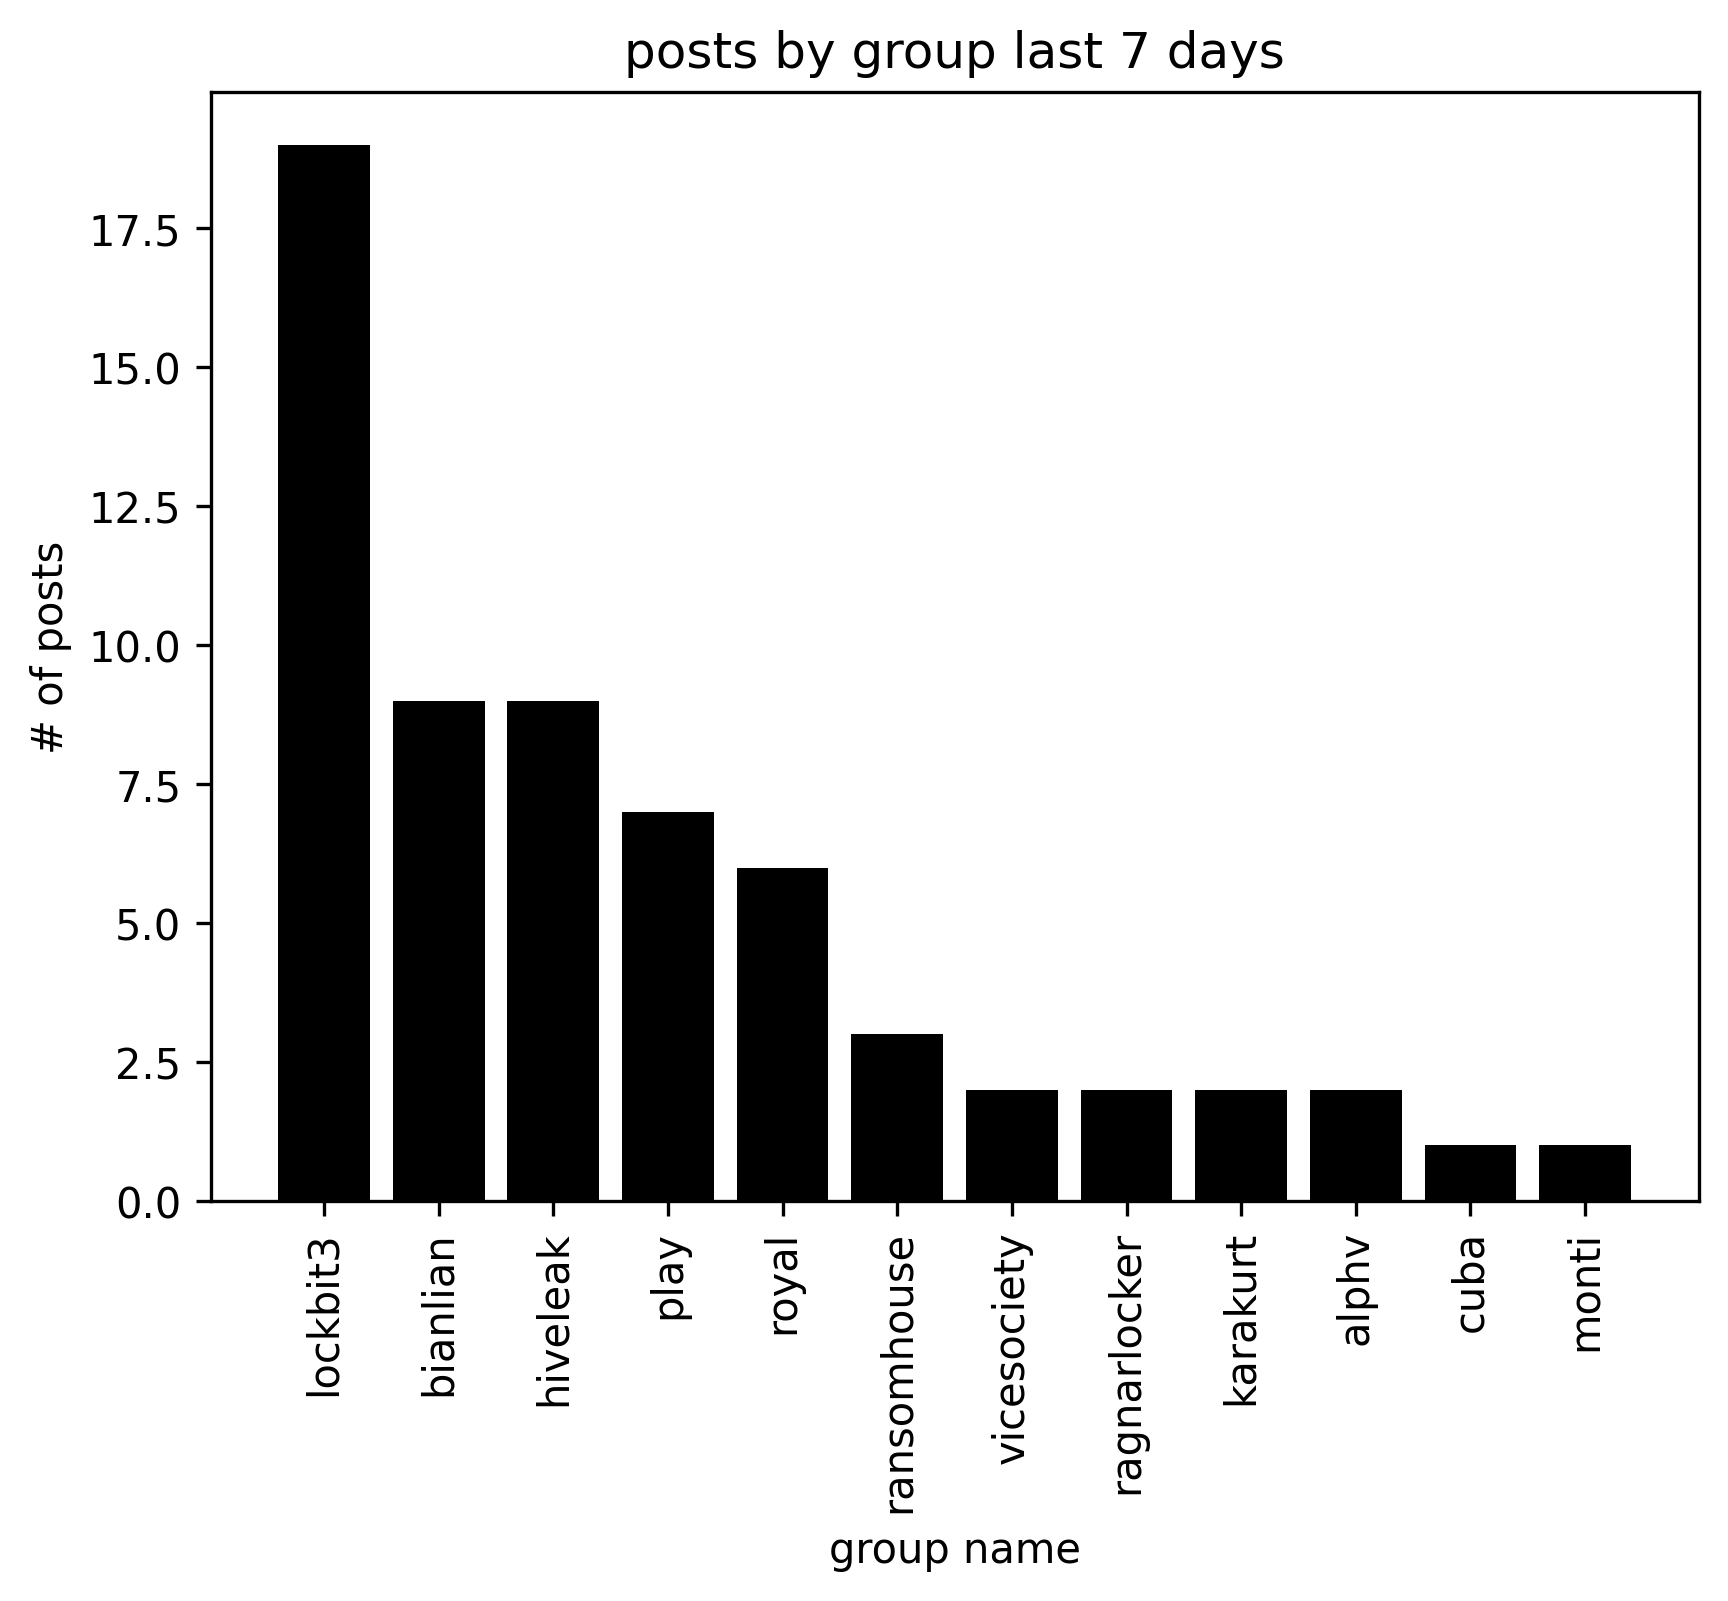 posts by group last 7 days
# of posts
17.5
15.0
12.5
10.0
7.5
5.0
2.5
0.0
lockbit3
bianlian
hiveleak
play
royal
ransomhouse
vicesociety
ragnarlocker
karakurt
alphv
cuba
monti
group name